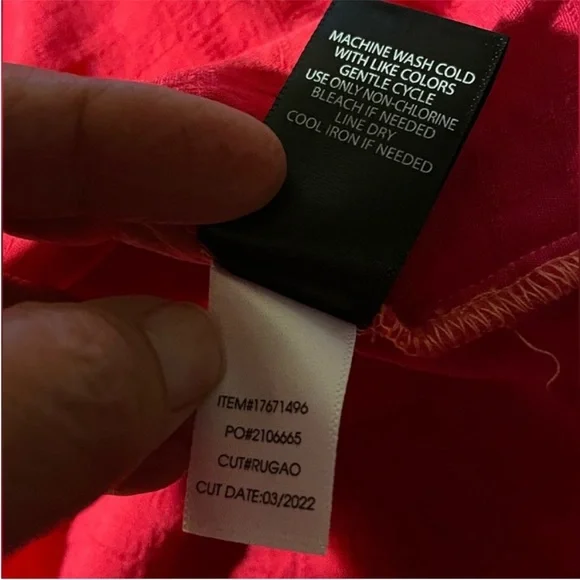 MACHINE WASH COLD
WITH LIKE COLORS
GENTLE CYCLE
USE ONLY NON-CHLORINE
BLEACH IF NEEDED
LINE DRY
COOL IRON IF NEEDED
ITEM#17671496
PO#2106665
CUT#RUGAO
CUT DATE:03/2022